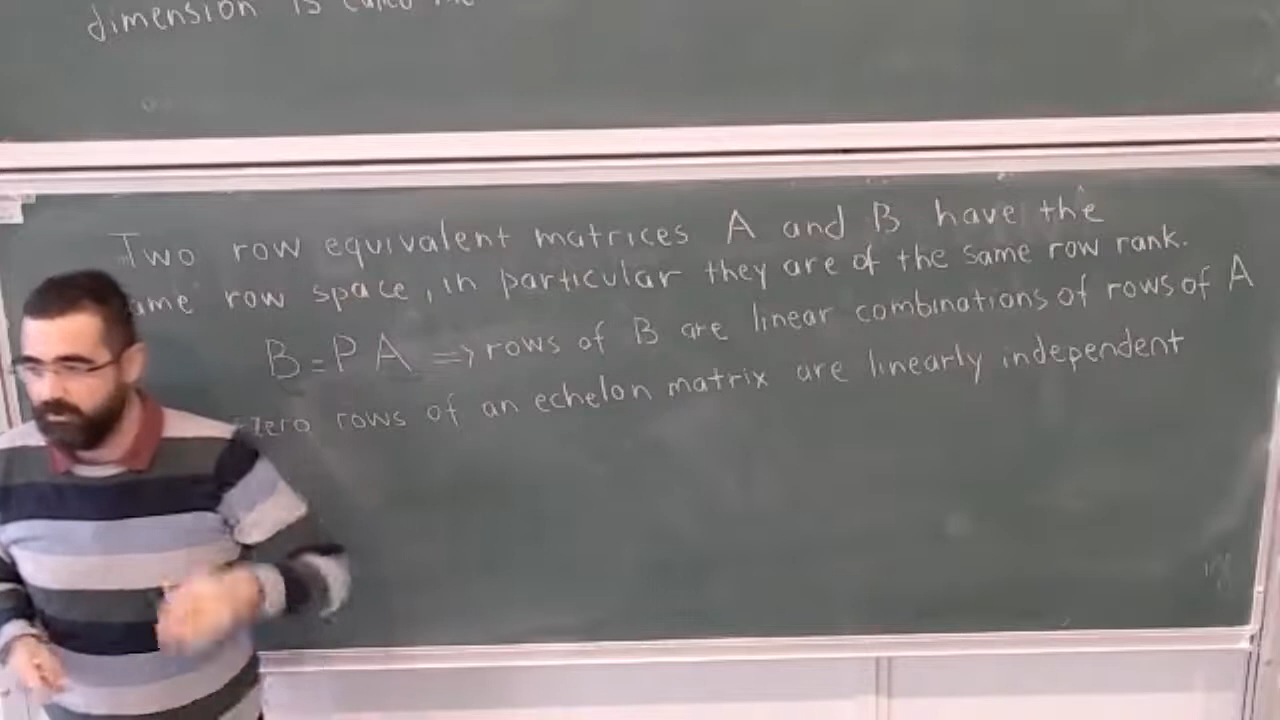 dimension is called the
Two row equivalent matrices A and B have the
ame row space, in particular they are of the same row rank.
B=PA => rows of B are linear combinations of rows of A
zero rows of an echelon matrix are linearly independent